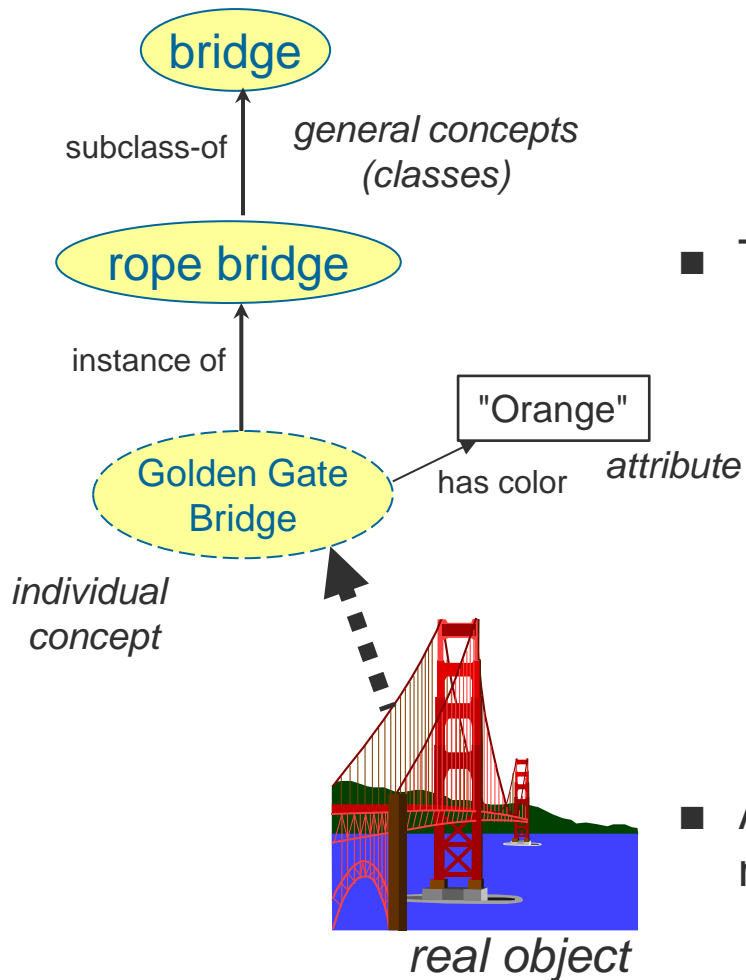 bridge
subclass-of
general concepts
(classes)
rope bridge
instance of
"Orange"
Golden Gate
Bridge
has color
attribute
individual
concept
real object